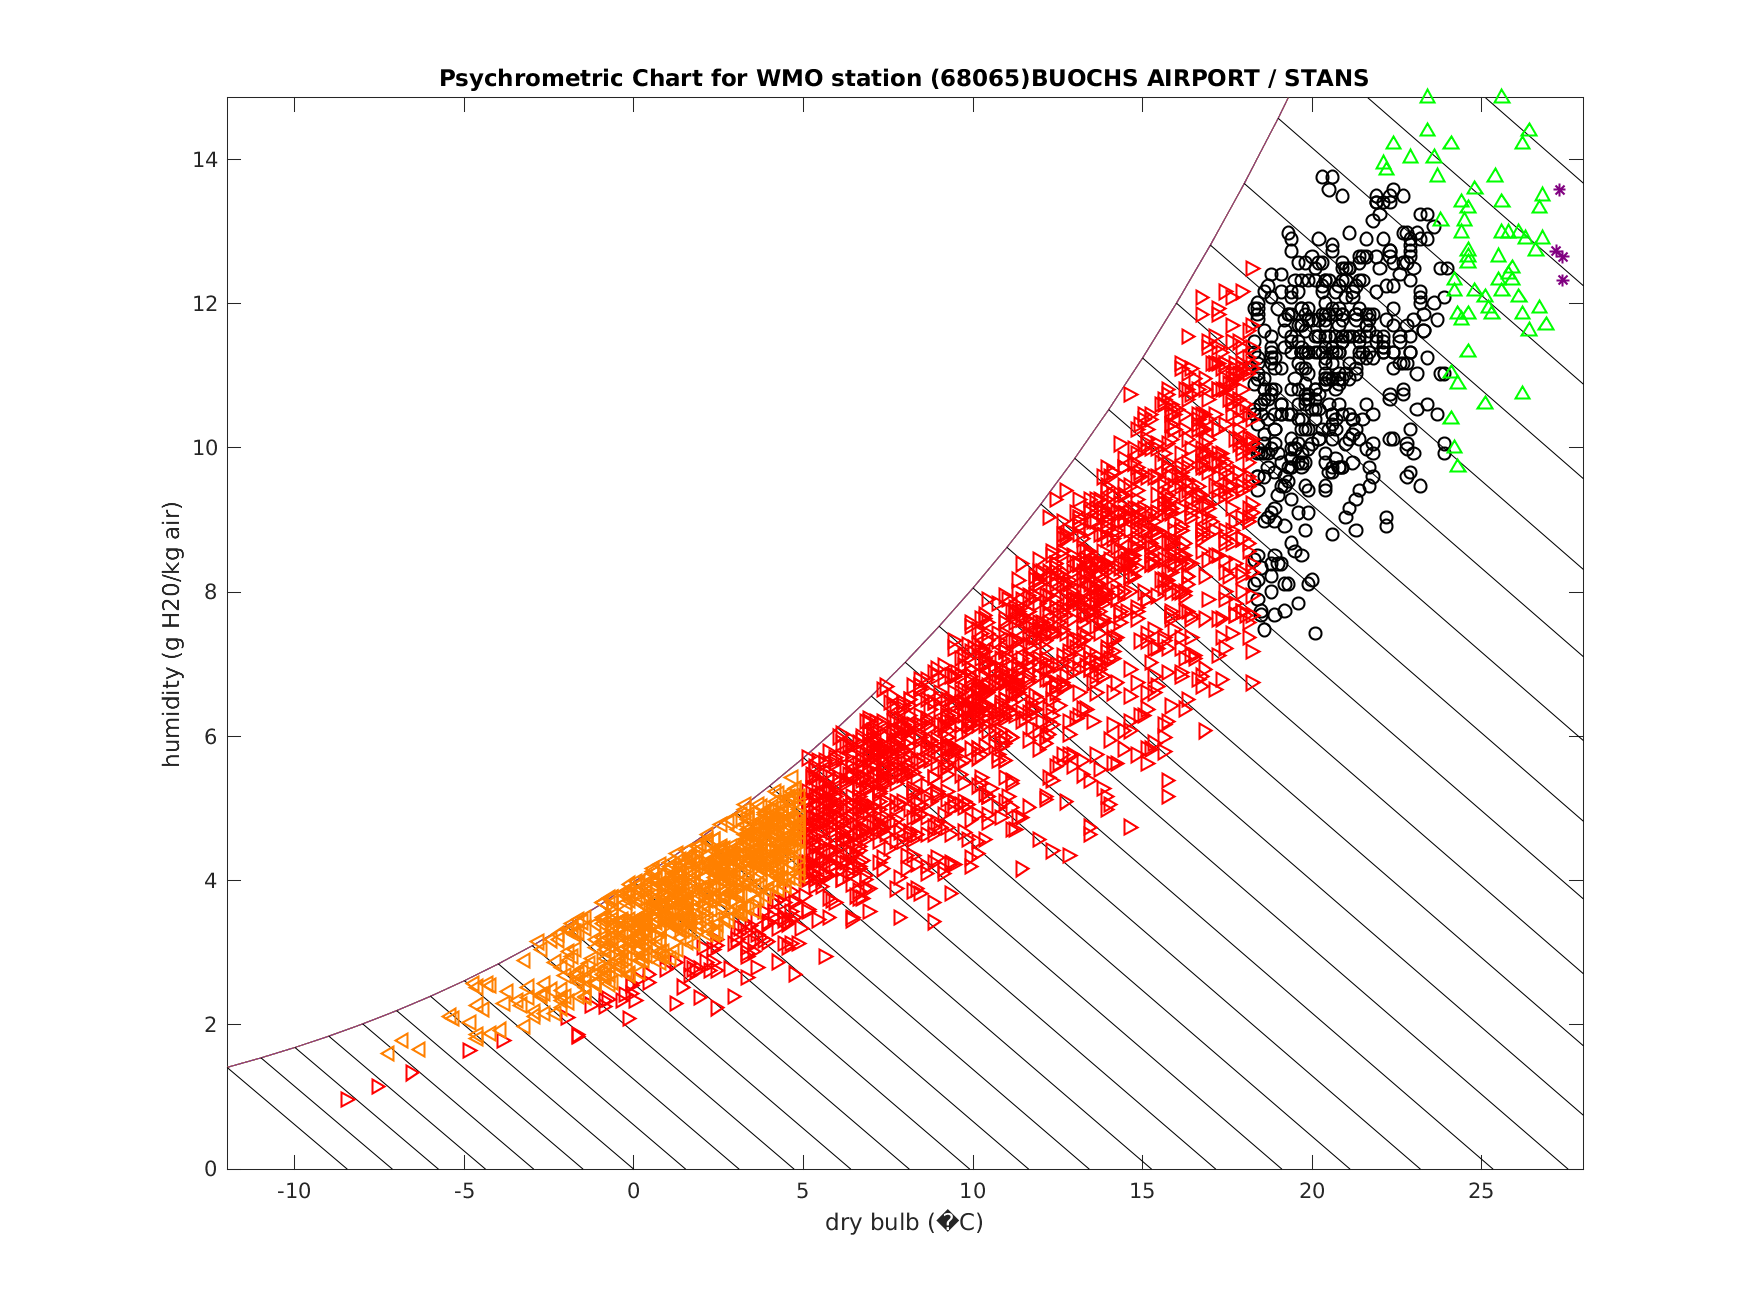 Psychrometric Chart for WMO station (68065)BUOCHS AIRPORT / STANS
humidity (g H20/kg air)
14
12
10
8
6
4
2
0
-10 -5 0 5 10 15 20 25
dry bulb (�C)